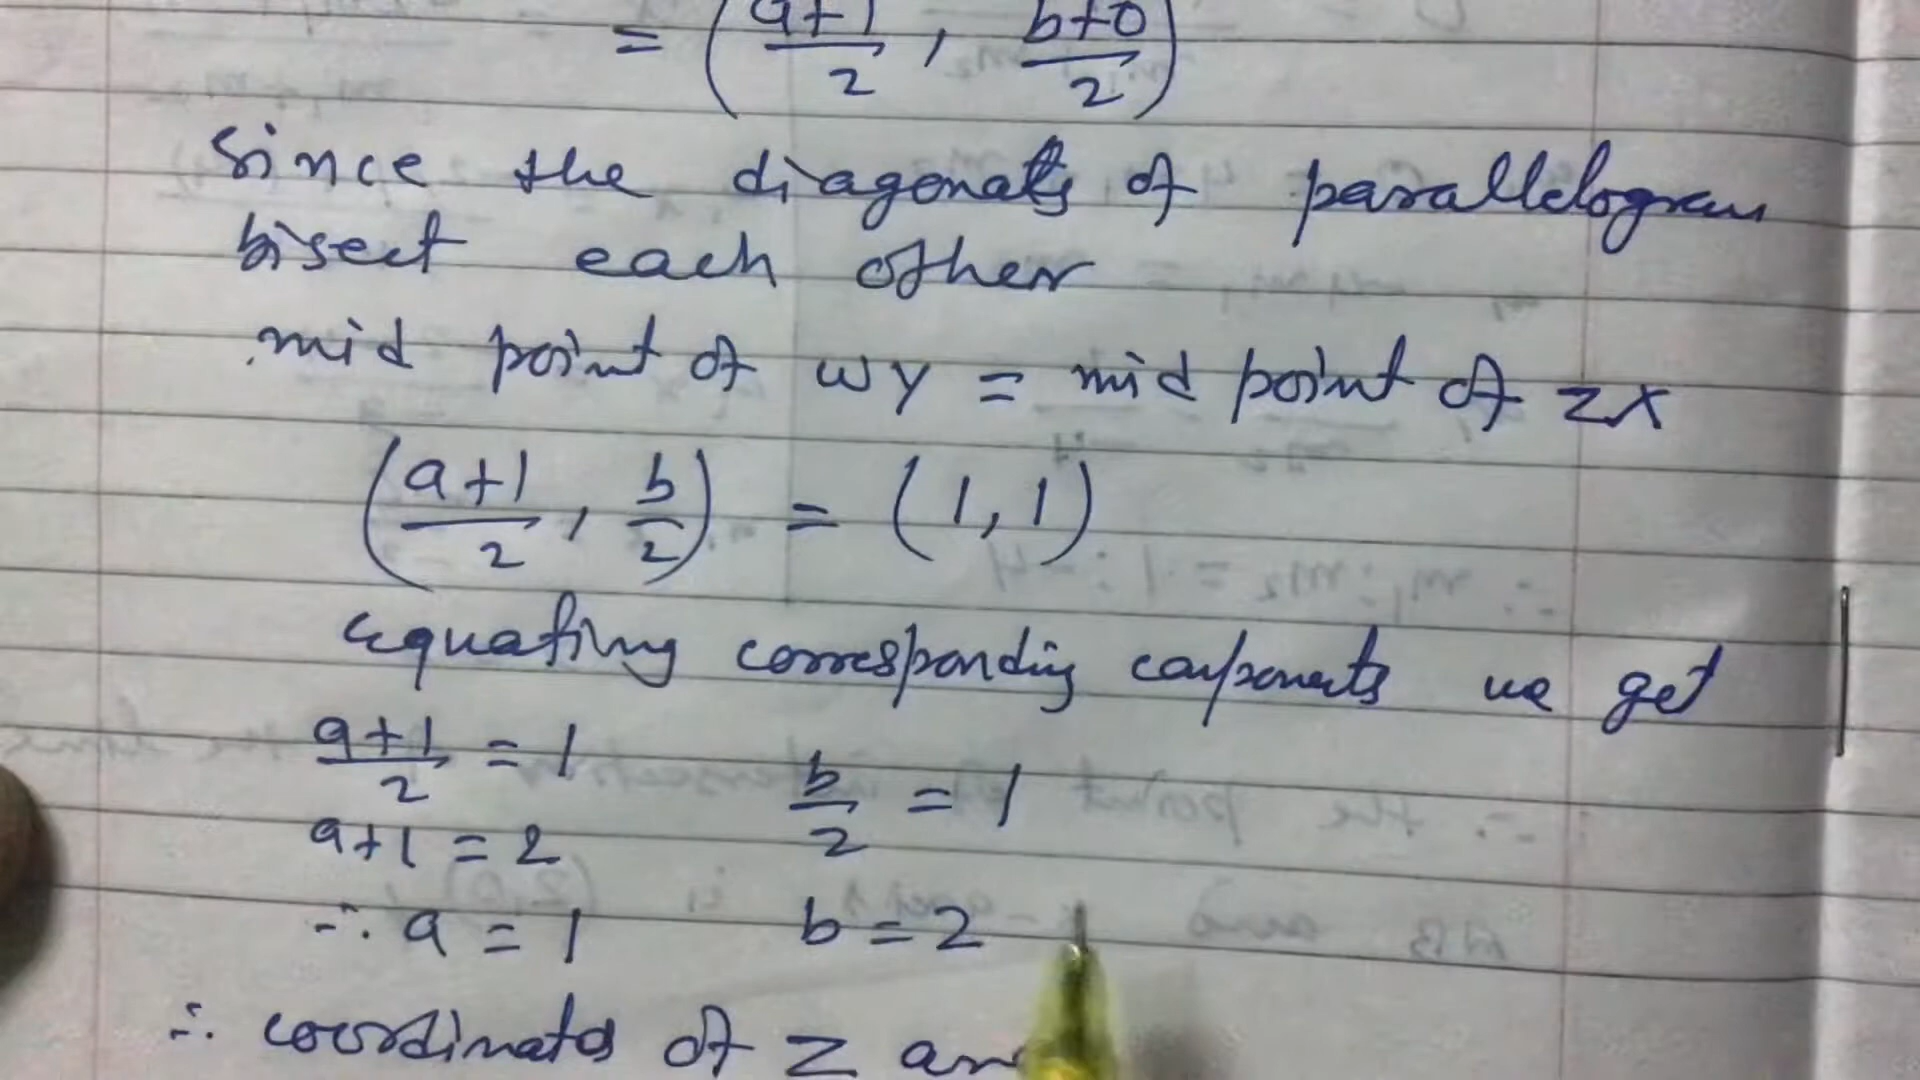 = (a+1/2, b+0/2)
Since the diagonals of parallelogram
bisect each other
mid point of WY = mid point of ZX
(a+1/2, b/2) = (1, 1)
Equating corresponding components we get
a+1/2 = 1 b/2 = 1
a+1 = 2
∴ a = 1 b = 2
∴ coordinates of Z